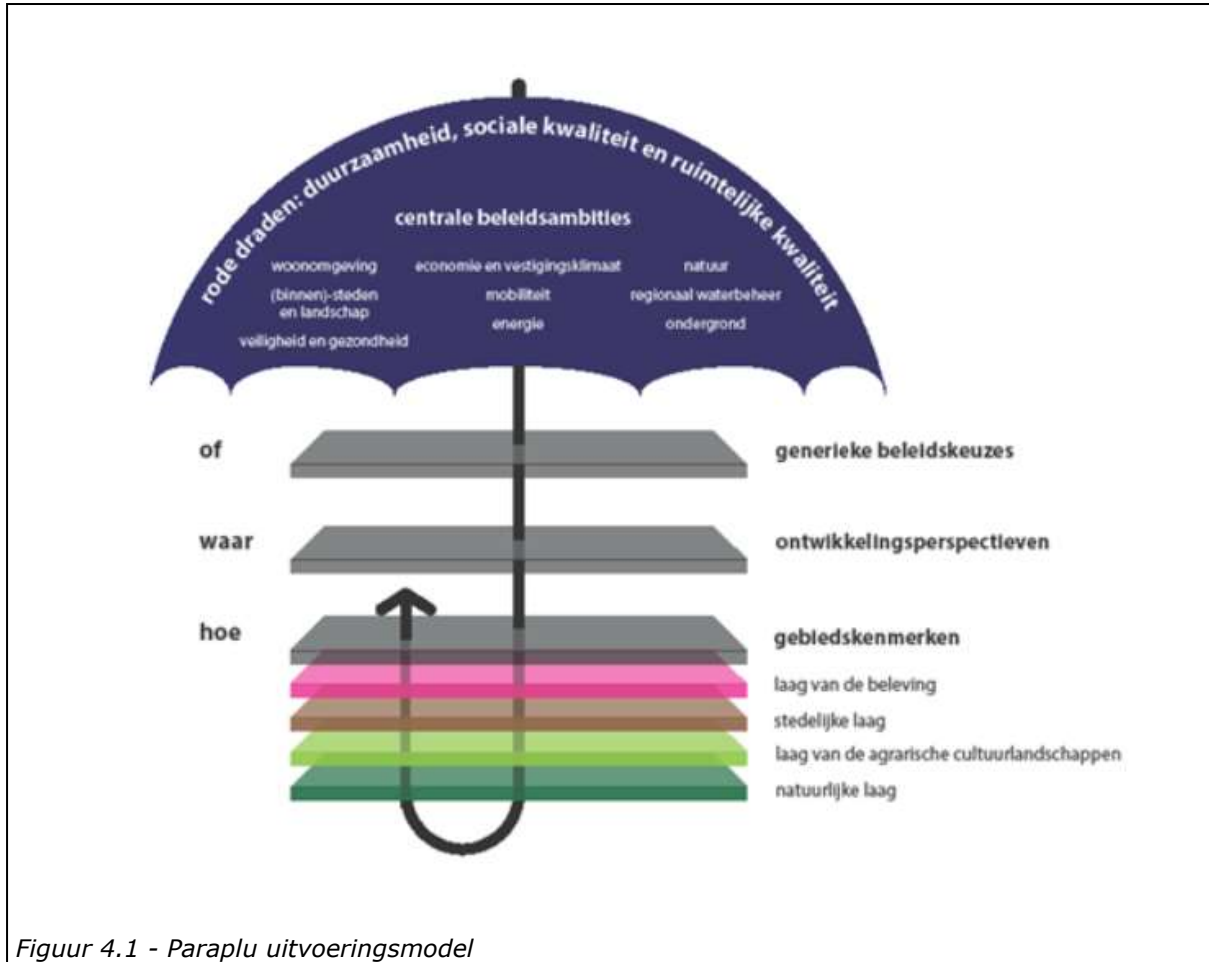 rode draden: duurzaamheid, sociale kwaliteit en ruimtelijke kwaliteit
centrale beleidsambities
woonomgeving
(binnen)-steden
en landschap
veiligheid en gezondheid
economie en vestigingsklimaat
mobiliteit
energie
natuur
regionaal waterbeheer
ondergrond
of
generieke beleidskeuzes
waar
ontwikkelingsperspectieven
hoe
gebiedskenmerken
laag van de beleving
stedelijke laag
laag van de agrarische cultuurlandschappen
natuurlijke laag
Figuur 4.1 - Paraplu uitvoeringsmodel